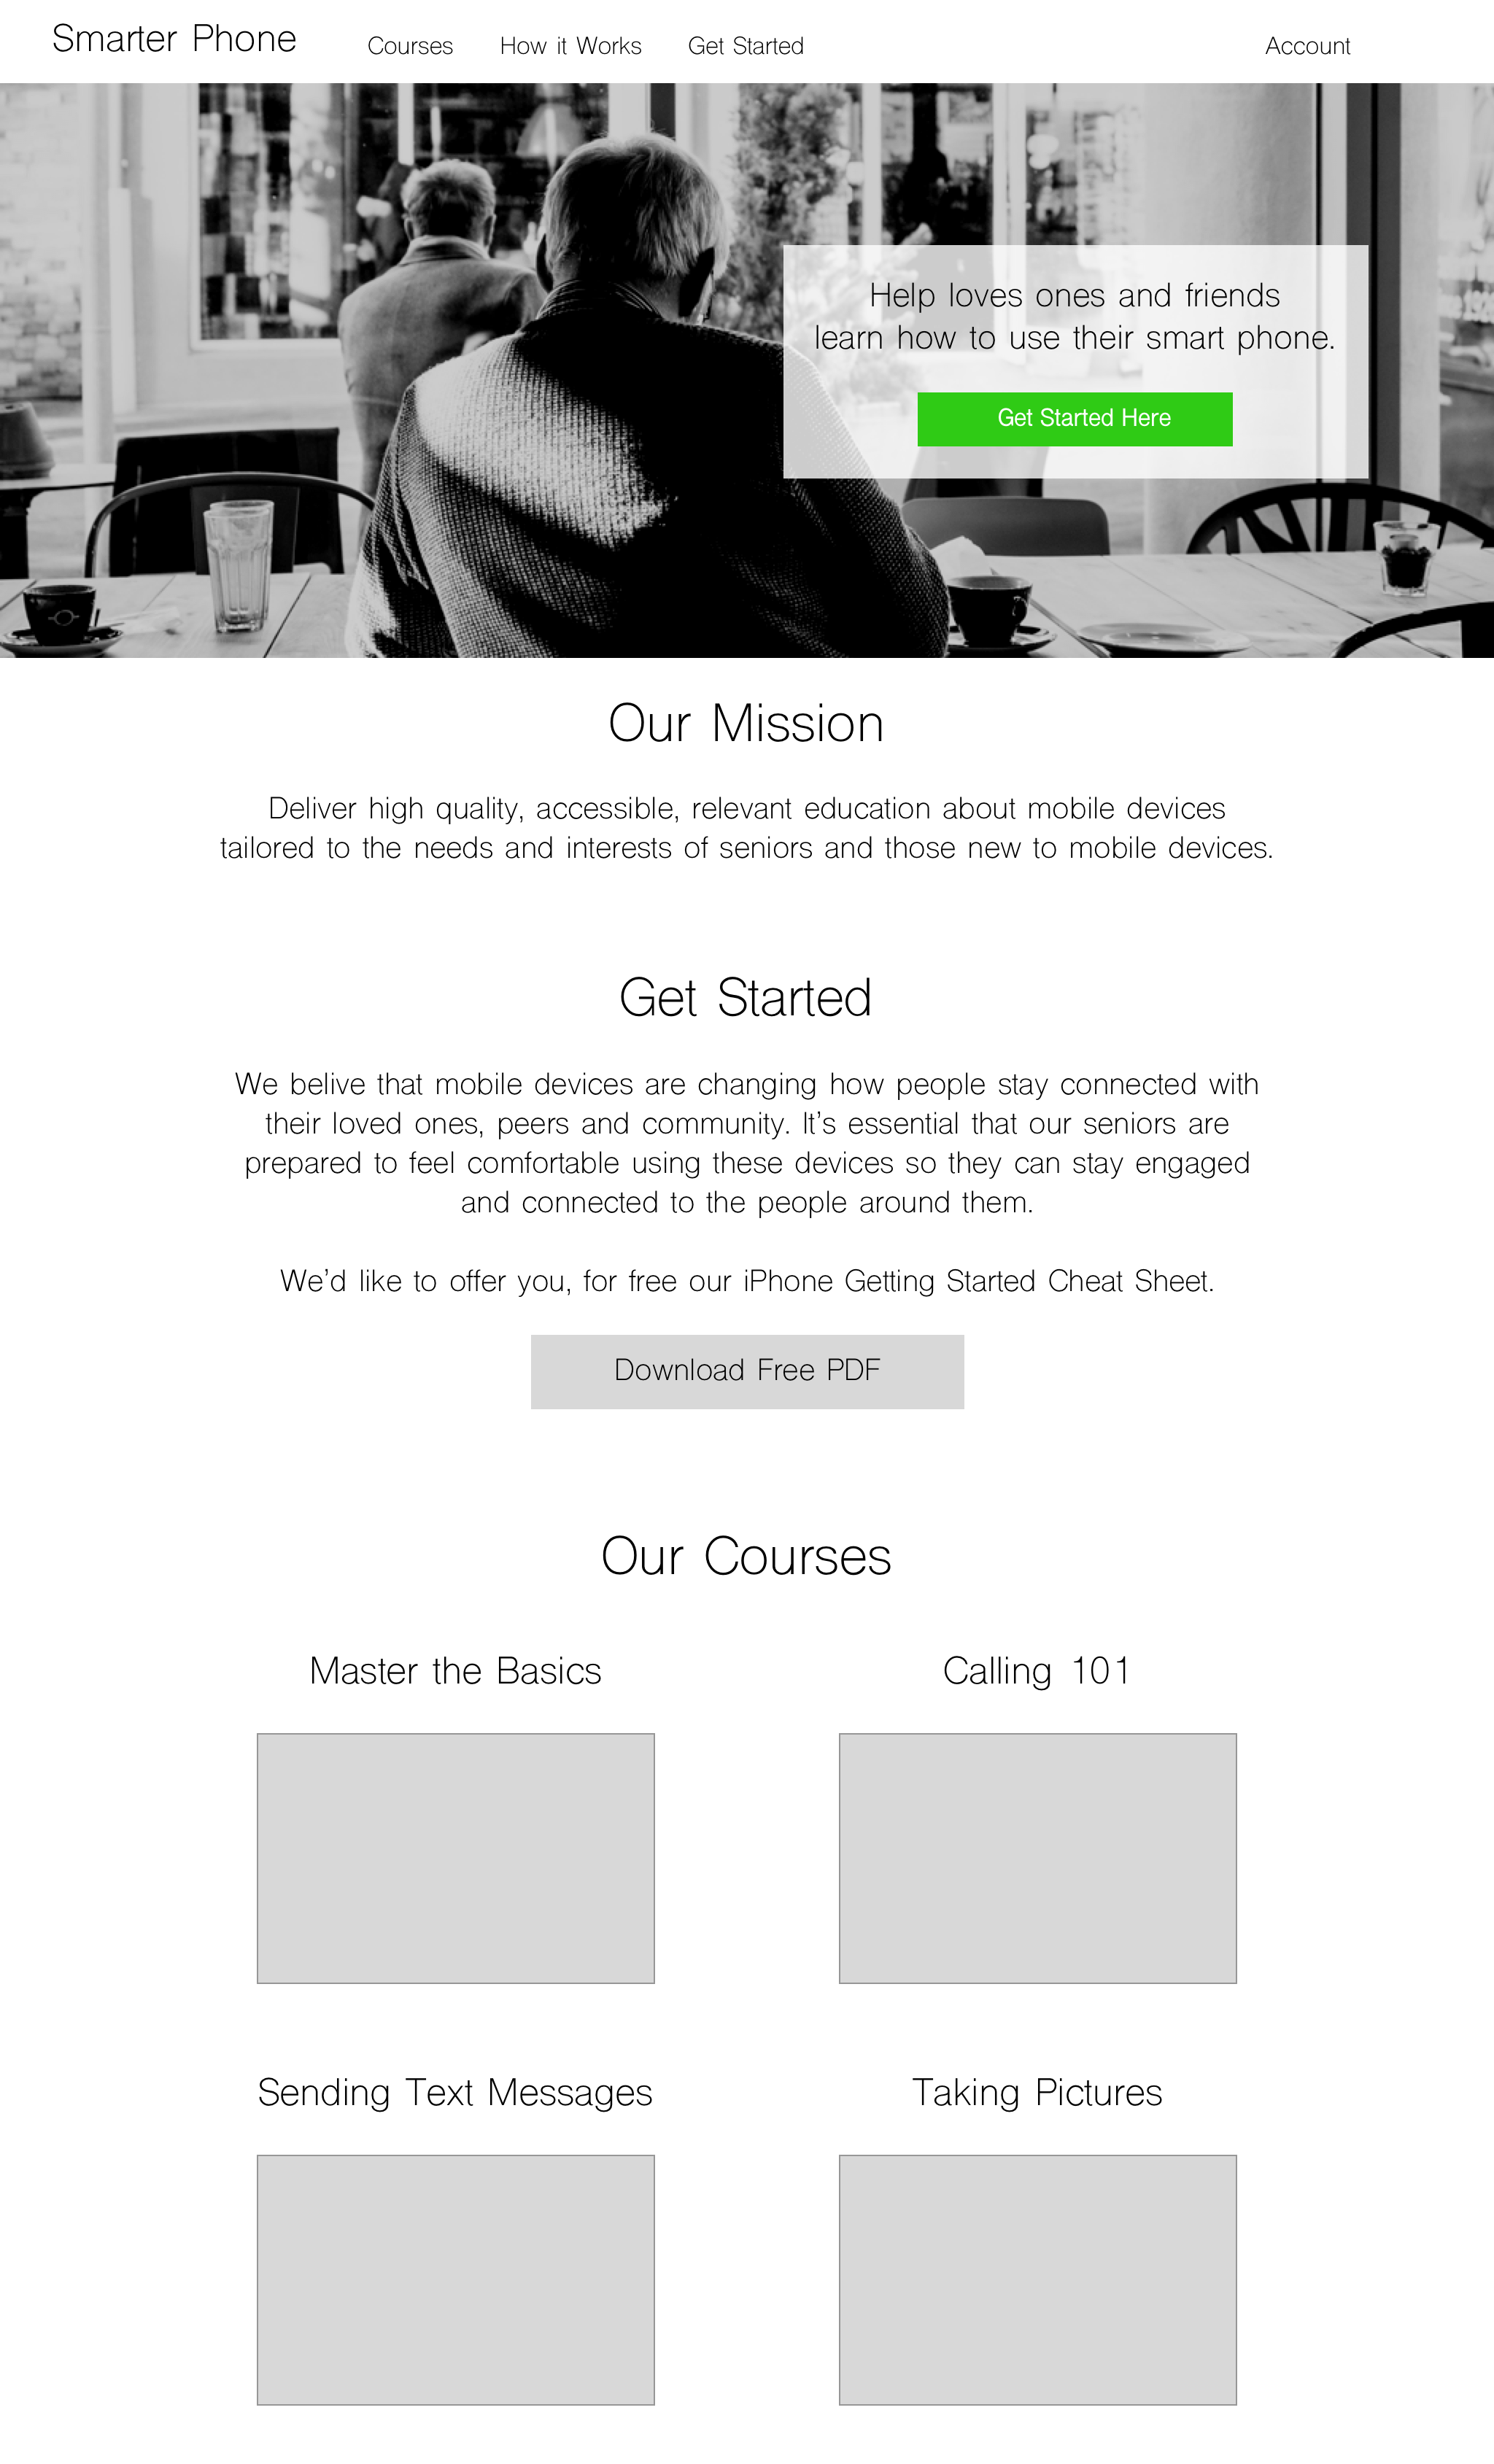 Smarter Phone
Courses
How it Works
Get Started
Account
Help loves ones and friends
learn how to use their smart phone.
Get Started Here
Our Mission
Deliver high quality, accessible, relevant education about mobile devices
tailored to the needs and interests of seniors and those new to mobile devices.
Get Started
We belive that mobile devices are changing how people stay connected with
their loved ones, peers and community. It’s essential that our seniors are
prepared to feel comfortable using these devices so they can stay engaged
and connected to the people around them.
We’d like to offer you, for free our iPhone Getting Started Cheat Sheet.
Download Free PDF
Our Courses
Master the Basics
Calling 101
Sending Text Messages
Taking Pictures